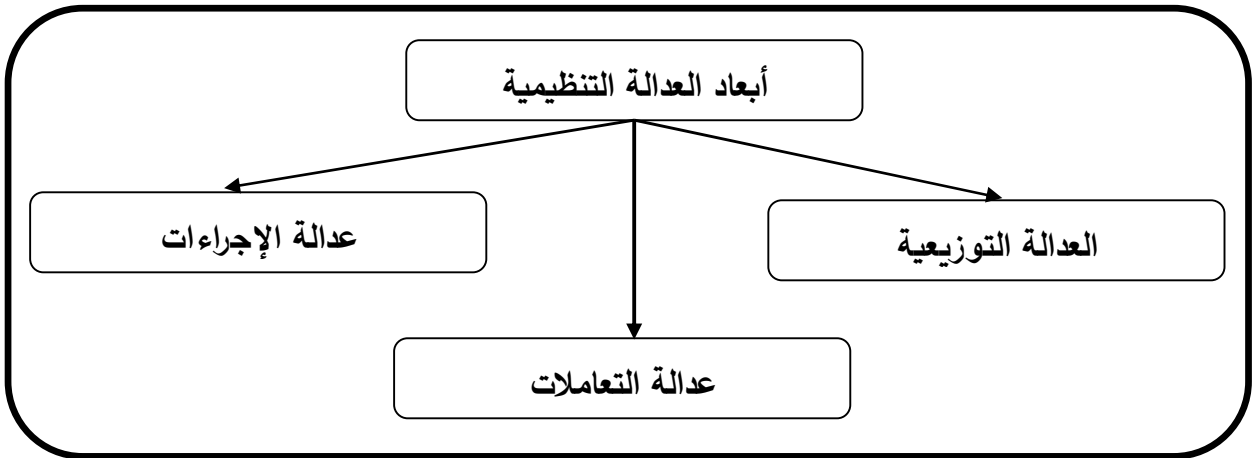 أبعاد العدالة التنظيمية
العدالة التوزيعية
عدالة الإجراءات
عدالة التعاملات